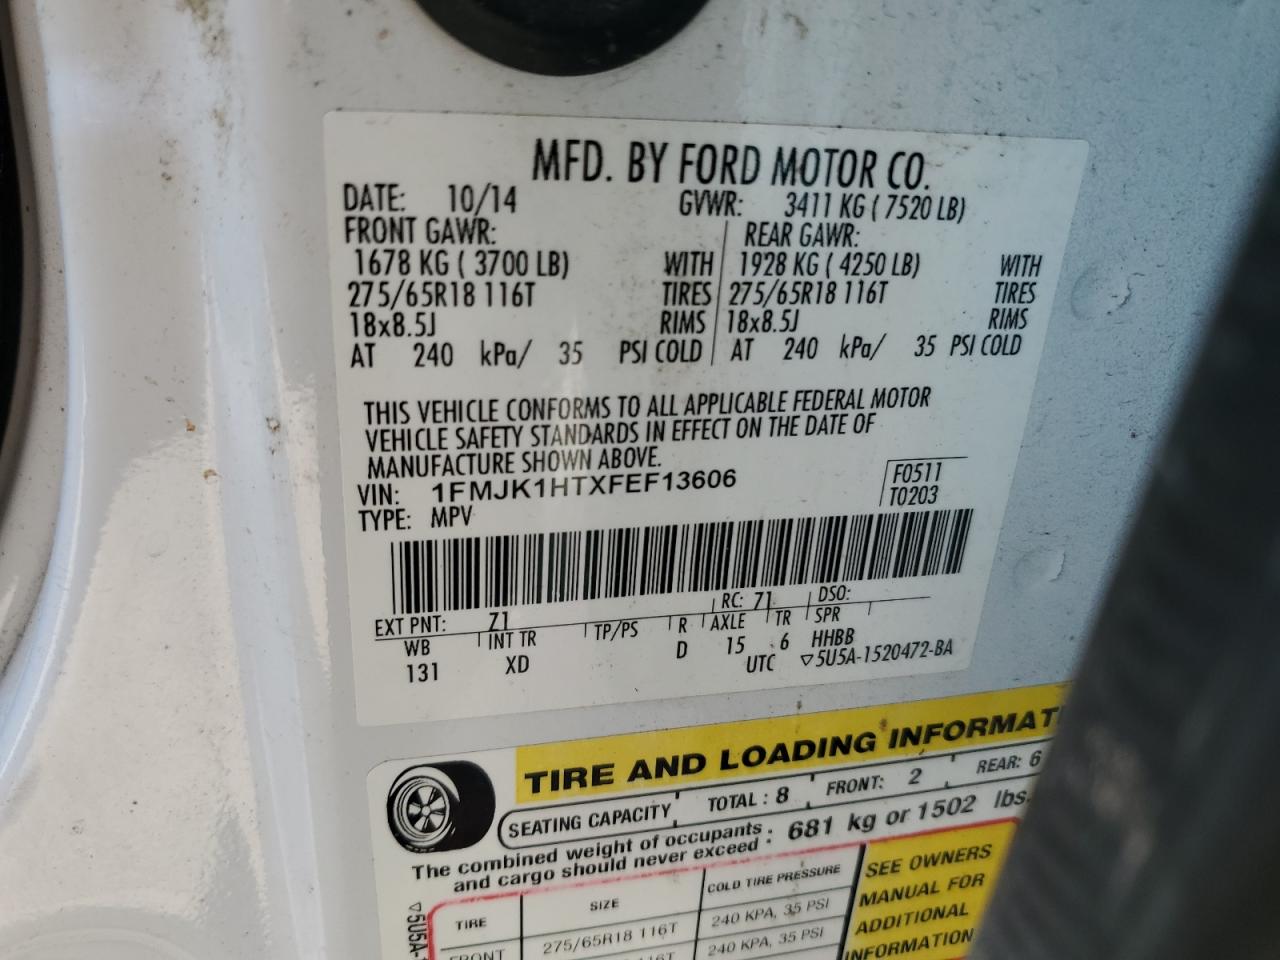 MFD. BY FORD MOTOR CO.
DATE: 10/14 GVWR: 3411 KG ( 7520 LB)
FRONT GAWR: REAR GAWR:
1678 KG ( 3700 LB) WITH 1928 KG ( 4250 LB) WITH
275/65R18 116T TIRES 275/65R18 116T TIRES
18x8.5J RIMS 18x8.5J RIMS
AT 240 kPa/ 35 PSI COLD AT 240 kPa/ 35 PSI COLD
THIS VEHICLE CONFORMS TO ALL APPLICABLE FEDERAL MOTOR
VEHICLE SAFETY STANDARDS IN EFFECT ON THE DATE OF
MANUFACTURE SHOWN ABOVE.
VIN: 1FMJK1HTXFEF13606 F0511
TYPE: MPV T0203
EXT PNT: Z1 RC: 71 DSO:
WB INT TR TP/PS R AXLE TR SPR
131 XD D 15 6 HHBB
UTC ▽5U5A-1520472-BA
TIRE AND LOADING
SEATING CAPACITY TOTAL : 8 FRONT: 2 REAR: 6
The combined weight of occupants
and cargo should never exceed : 681 kg or 1502 lbs.
TIRE SIZE COLD TIRE PRESSURE
275/65R18 116T 240 KPA, 35 PSI
240 KPA, 35 PSI
SEE OWNERS
MANUAL FOR
ADDITIONAL
INFORMATION
▽5U5A-